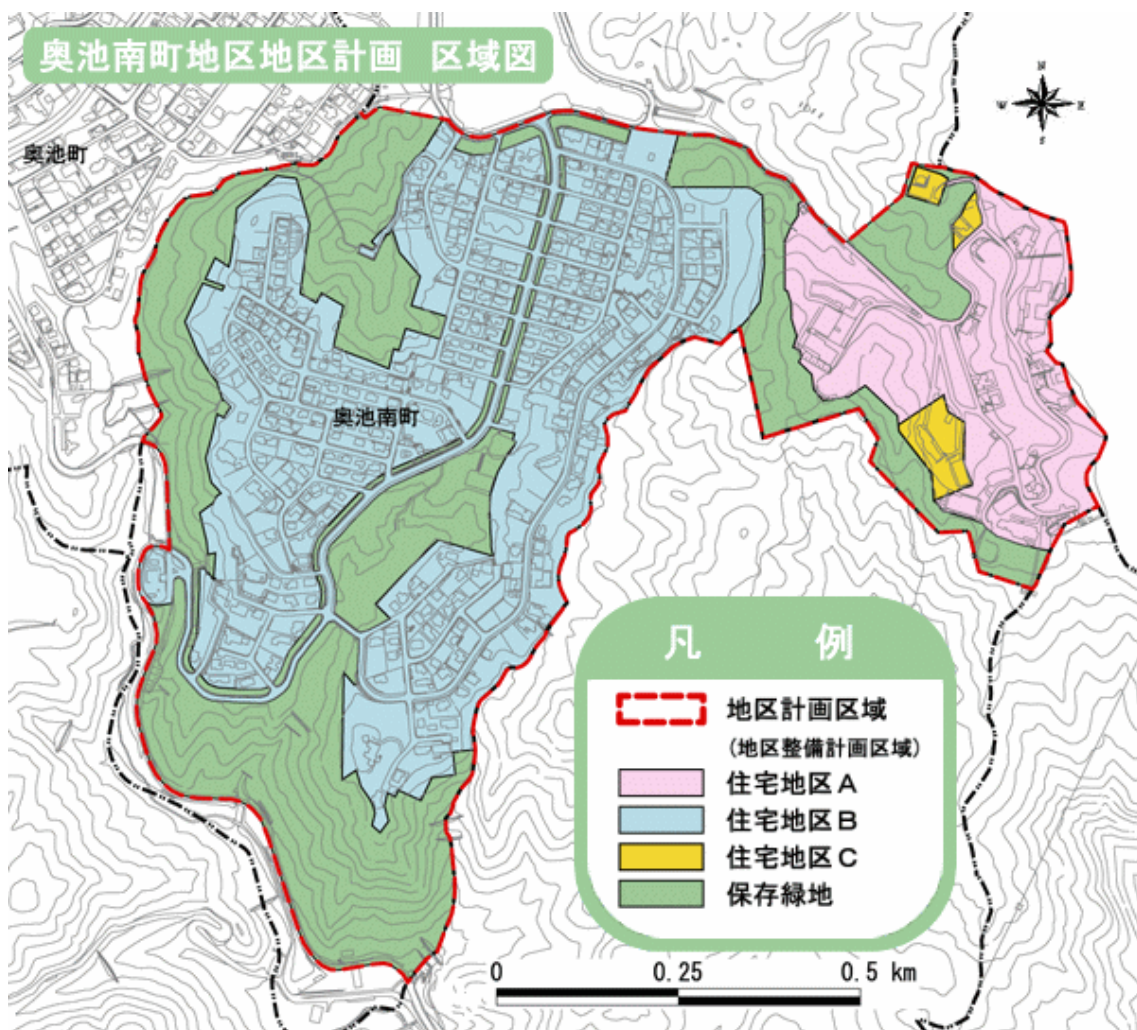 奥池南町地区地区計画 区域図
奥池町
奥池南町
凡 例
地区計画区域
(地区整備計画区域)
住宅地区A
住宅地区B
住宅地区C
保存緑地
0 0.25 0.5 km